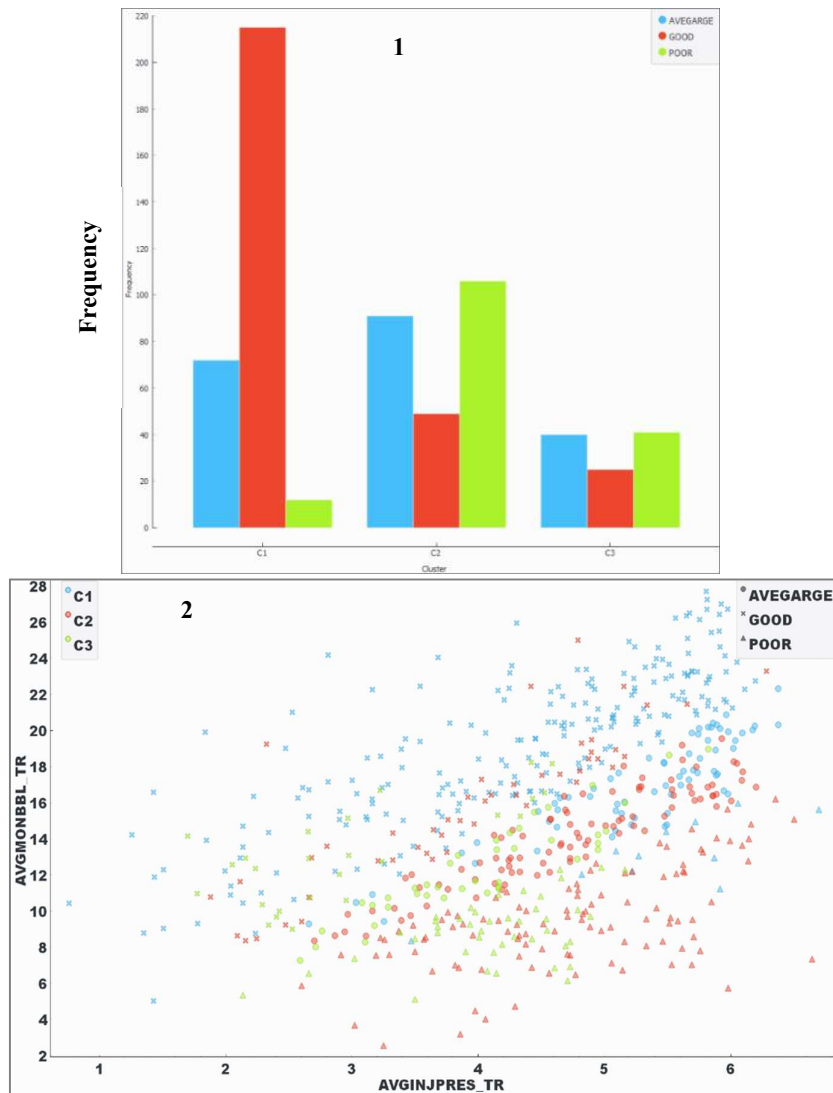 1
AVEGARGE
GOOD
POOR
220
200
180
160
140
120
100
80
60
40
20
0
Frequency
Frequency
C1
C2
C3
Cluster
2
C1
C2
C3
AVEGARGE
GOOD
POOR
28
26
24
22
20
18
16
14
12
10
8
6
4
2
AVGMONBBL_TR
1
2
3
4
5
6
AVGINJPRES_TR